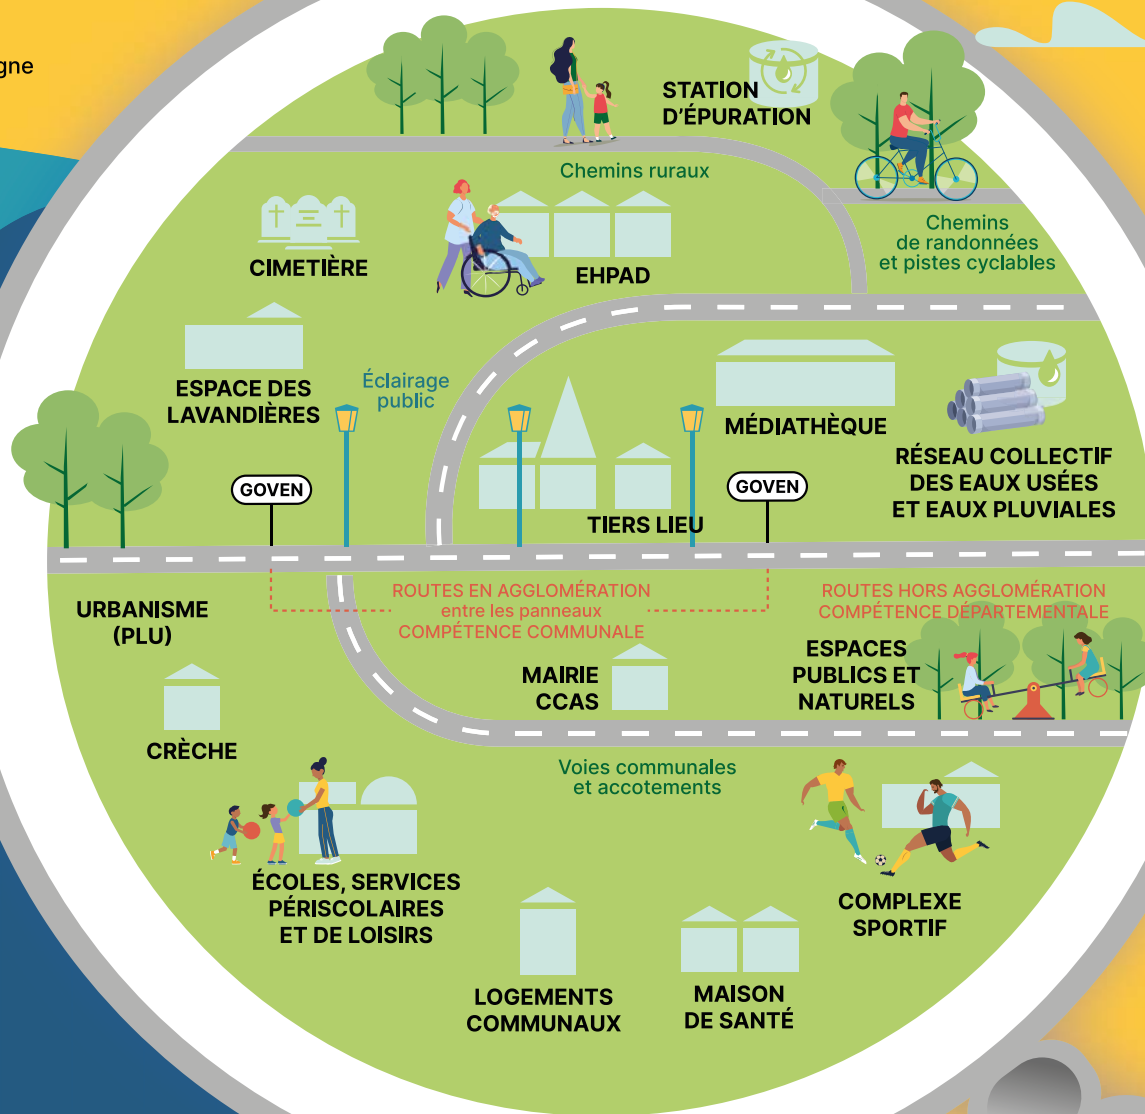 STATION
D'ÉPURATION
Chemins ruraux
Chemins
de randonnées
et pistes cyclables
CIMETIÈRE
EHPAD
ESPACE DES
LAVANDIÈRES
Éclairage
public
MÉDIATHÈQUE
RÉSEAU COLLECTIF
DES EAUX USÉES
ET EAUX PLUVIALES
GOVEN
GOVEN
TIERS LIEU
ROUTES EN AGGLOMÉRATION
entre les panneaux
COMPÉTENCE COMMUNALE
ROUTES HORS AGGLOMÉRATION
COMPÉTENCE DÉPARTEMENTALE
URBANISME
(PLU)
MAIRIE
CCAS
ESPACES
PUBLICS ET
NATURELS
CRÈCHE
Voies communales
et accotements
ÉCOLES, SERVICES
PÉRISCOLAIRES
ET DE LOISIRS
COMPLEXE
SPORTIF
LOGEMENTS
COMMUNAUX
MAISON
DE SANTÉ